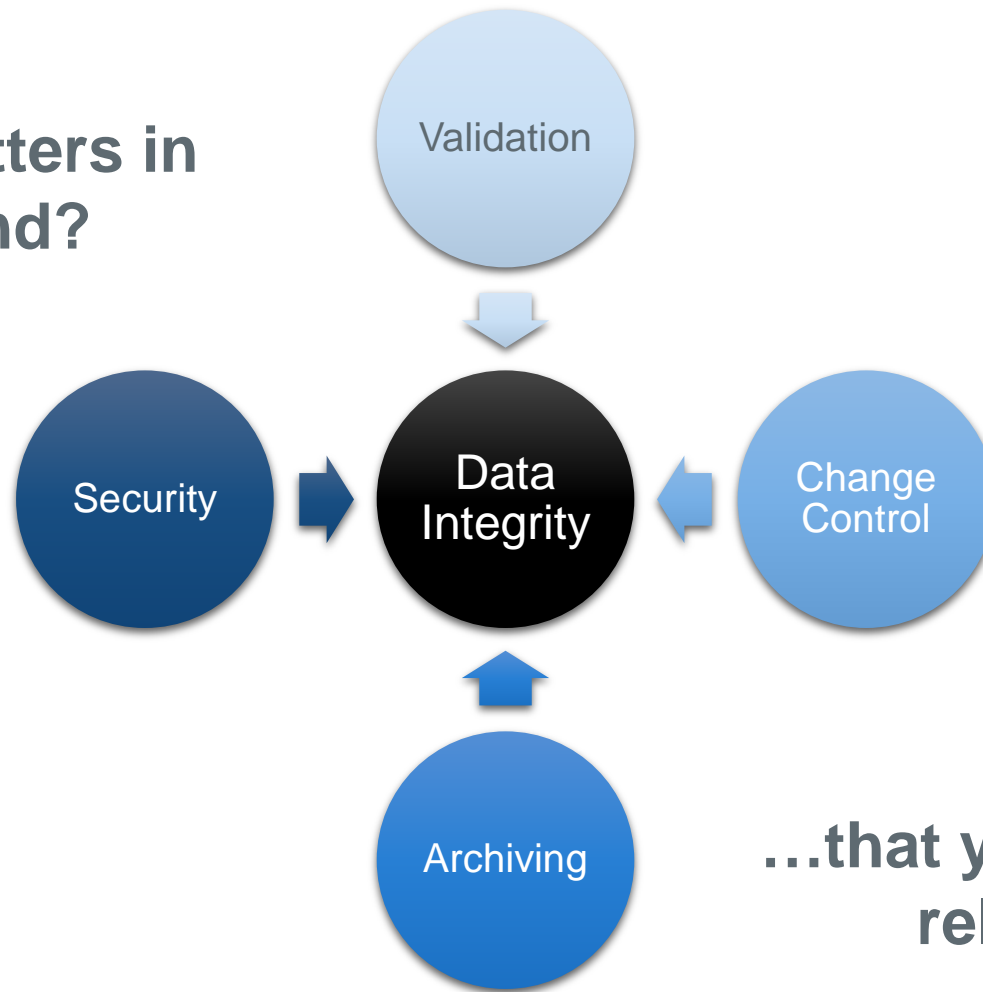 Validation
tters in
nd?
Security
Data
Integrity
Change
Control
Archiving
…that y
rel